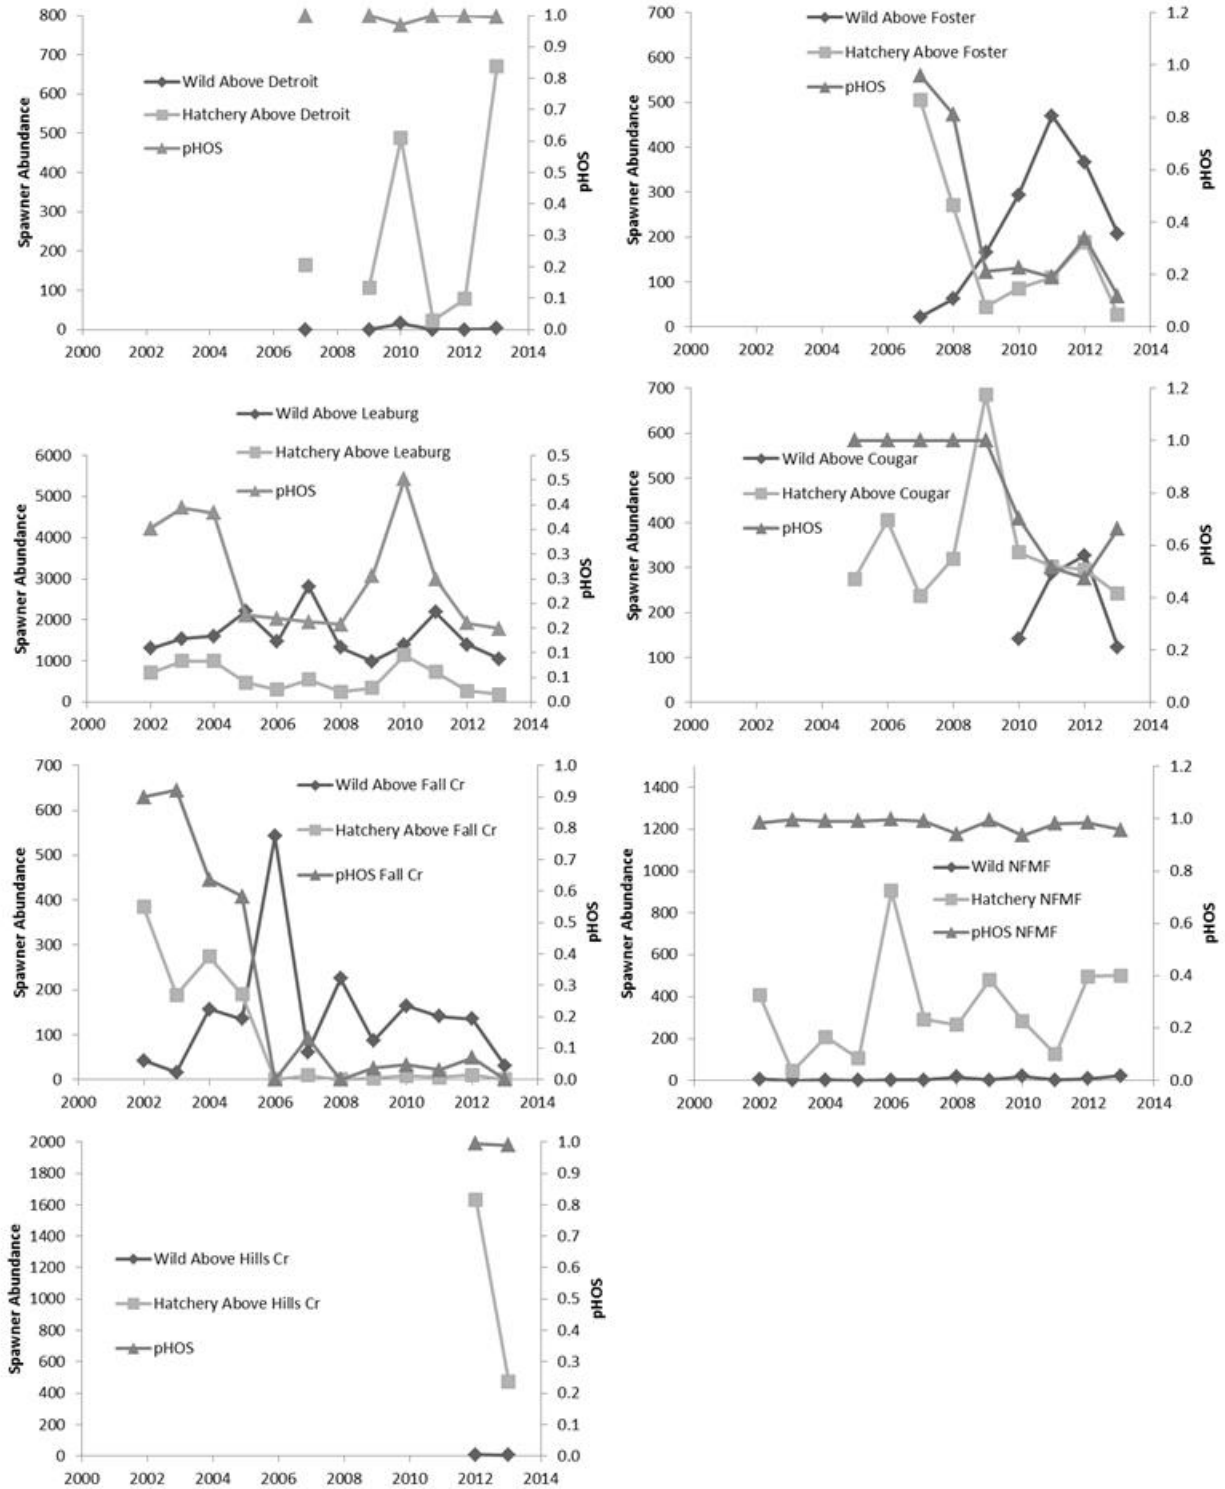 800
700
600
500
400
300
200
100
0
Spawner Abundance
Wild Above Detroit
Hatchery Above Detroit
pHOS
1.0
0.9
0.8
0.7
0.6
0.5
0.4
0.3
0.2
0.1
0.0
pHOS
2000 2002 2004 2006 2008 2010 2012 2014
700
600
500
400
300
200
100
0
Spawner Abundance
Wild Above Foster
Hatchery Above Foster
pHOS
1.2
1.0
0.8
0.6
0.4
0.2
0.0
pHOS
2000 2002 2004 2006 2008 2010 2012 2014
Wild Above Leaburg
Hatchery Above Leaburg
pHOS
6000
5000
4000
3000
2000
1000
0
Spawner Abundance
0.5
0.5
0.4
0.4
0.3
0.3
0.2
0.2
0.1
0.1
0.0
pHOS
2000 2002 2004 2006 2008 2010 2012 2014
700
600
500
400
300
200
100
0
Spawner Abundance
Wild Above Cougar
Hatchery Above Cougar
pHOS
1.2
1.0
0.8
0.6
0.4
0.2
0.0
pHOS
2000 2002 2004 2006 2008 2010 2012 2014
700
600
500
400
300
200
100
0
Spawner Abundance
Wild Above Fall Cr
Hatchery Above Fall Cr
pHOS Fall Cr
1.0
0.9
0.8
0.7
0.6
0.5
0.4
0.3
0.2
0.1
0.0
pHOS
2000 2002 2004 2006 2008 2010 2012 2014
1400
1200
1000
800
600
400
200
0
Spawner Abundance
Wild NFMF
Hatchery NFMF
pHOS NFMF
1.2
1.0
0.8
0.6
0.4
0.2
0.0
pHOS
2000 2002 2004 2006 2008 2010 2012 2014
2000
1800
1600
1400
1200
1000
800
600
400
200
0
Spawner Abundance
Wild Above Hills Cr
Hatchery Above Hills Cr
pHOS
1.0
0.9
0.8
0.7
0.6
0.5
0.4
0.3
0.2
0.1
0.0
pHOS
2000 2002 2004 2006 2008 2010 2012 2014